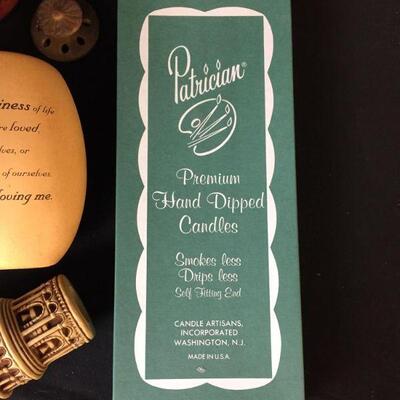 iness of life
re loved,
lves, or
of ourselves.
loving me.
Patrician®
Premium
Hand Dipped
Candles
Smokes less
Drips less
Self Fitting End
CANDLE ARTISANS,
INCORPORATED
WASHINGTON, N.J.
MADE IN U.S.A.